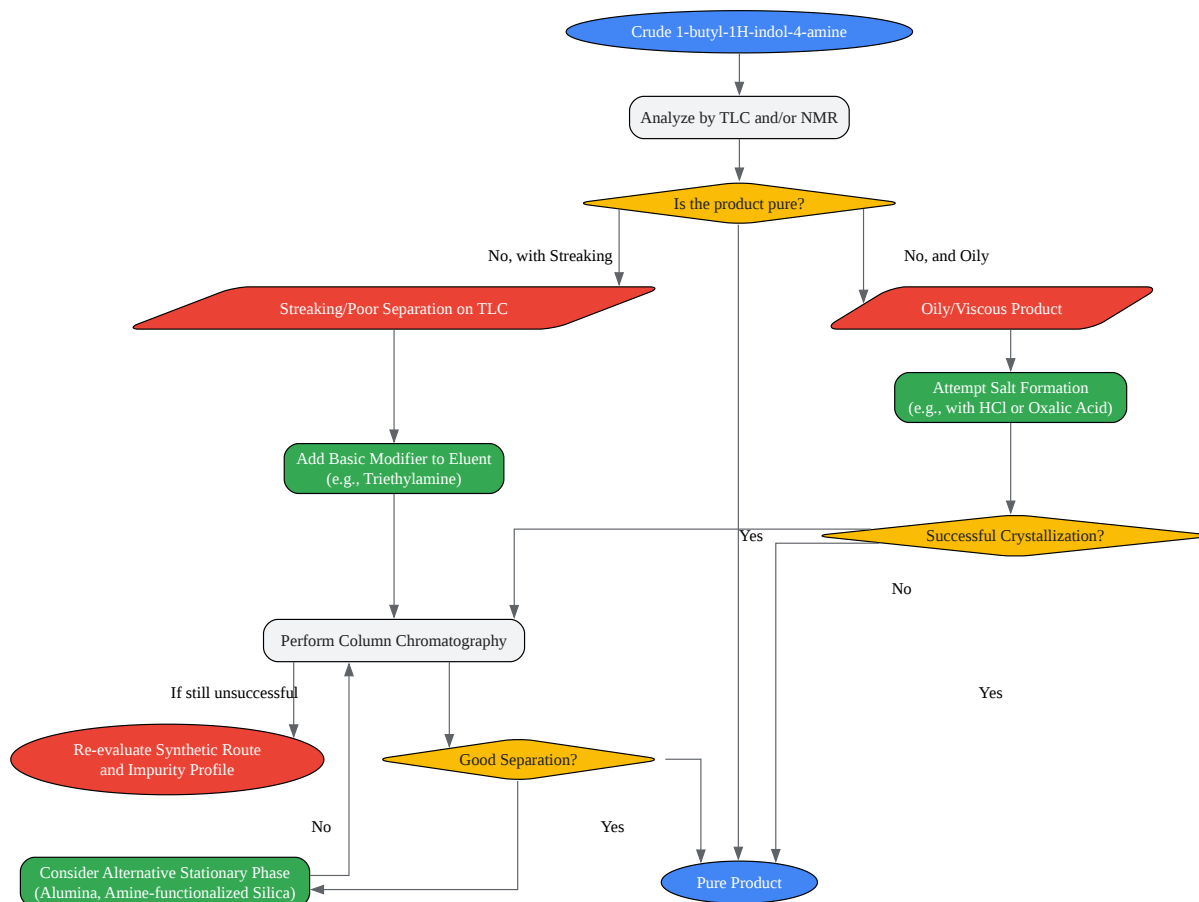 Crude 1-butyl-1H-indol-4-amine
Analyze by TLC and/or NMR
Is the product pure?
No, with Streaking
No, and Oily
Streaking/Poor Separation on TLC
Oily/Viscous Product
Attempt Salt Formation
(e.g., with HCl or Oxalic Acid)
Add Basic Modifier to Eluent
(e.g., Triethylamine)
Yes
Successful Crystallization?
No
Perform Column Chromatography
If still unsuccessful
Yes
Re-evaluate Synthetic Route
and Impurity Profile
Good Separation?
No
Yes
Consider Alternative Stationary Phase
(Alumina, Amine-functionalized Silica)
Pure Product